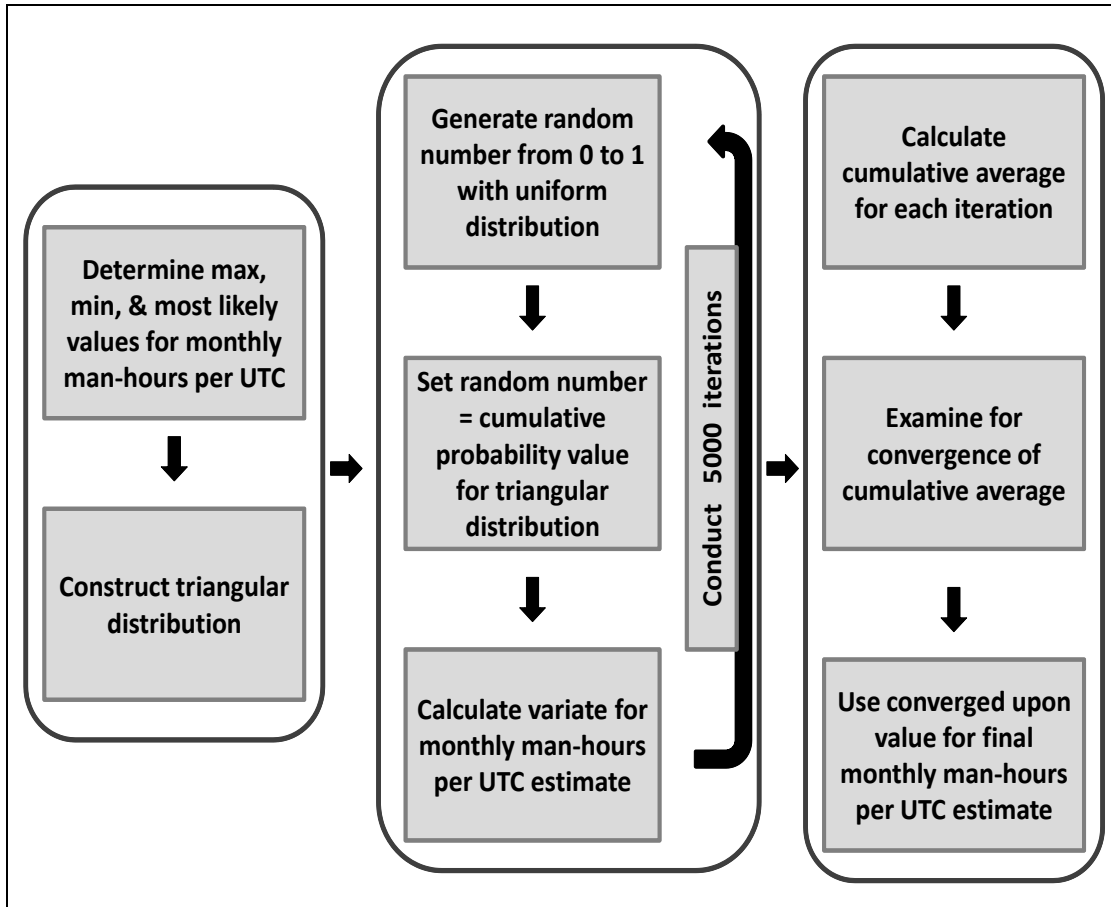 Determine max,
min, & most likely
values for monthly
man-hours per UTC
Construct triangular
distribution
Generate random
number from 0 to 1
with uniform
distribution
Set random number
= cumulative
probability value
for triangular
distribution
Calculate variate for
monthly man-hours
per UTC estimate
Conduct 5000 iterations
Calculate
cumulative average
for each iteration
Examine for
convergence of
cumulative average
Use converged upon
value for final
monthly man-hours
per UTC estimate